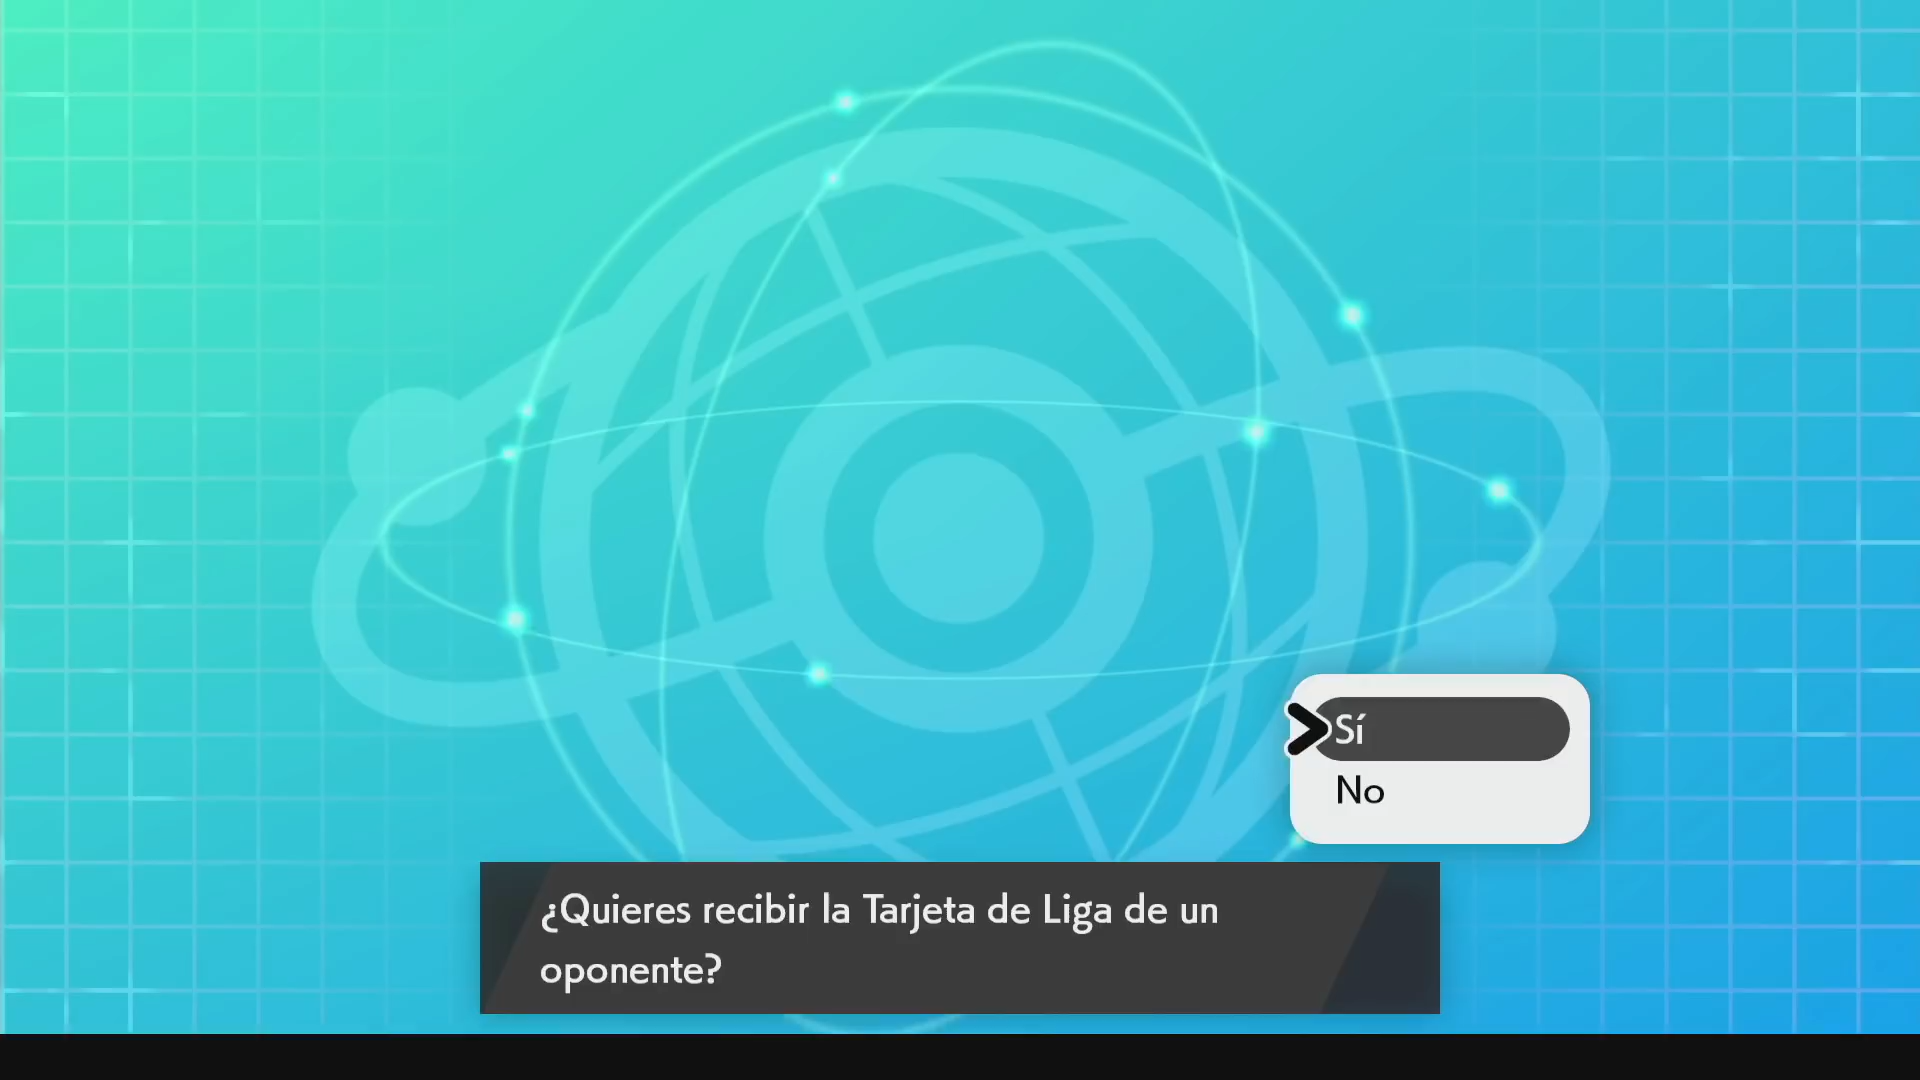 Sí
No
¿Quieres recibir la Tarjeta de Liga de un
oponente?